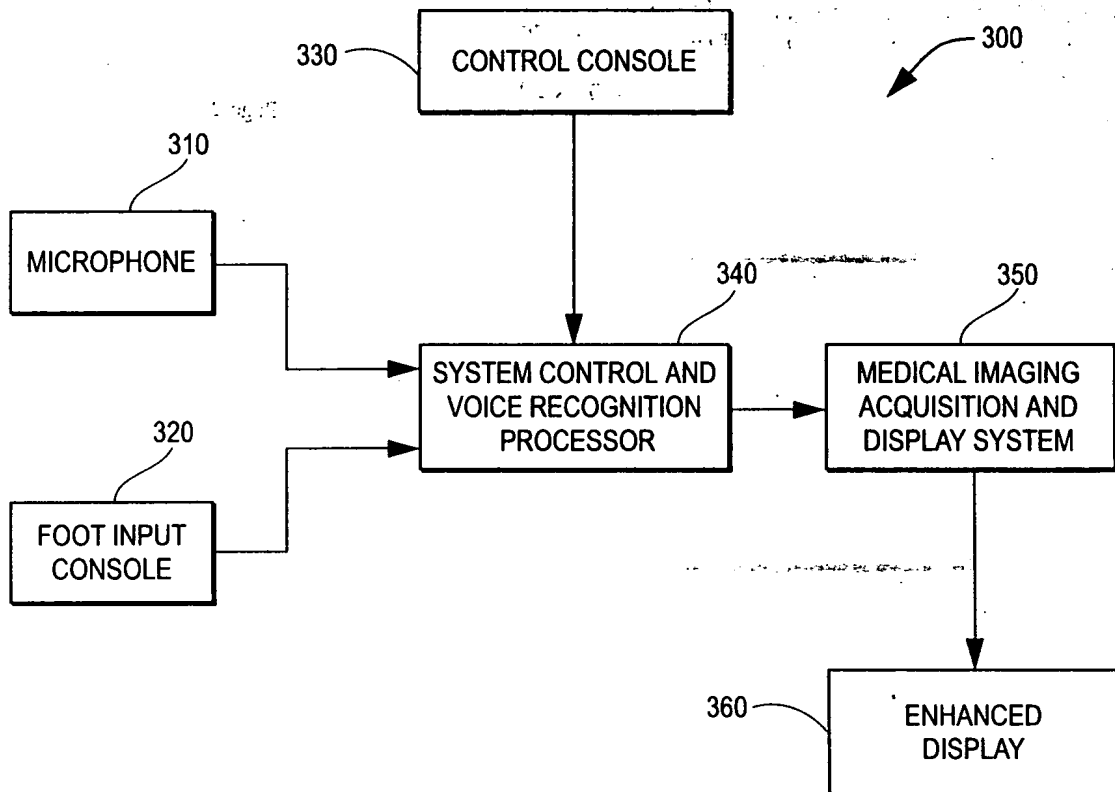 330
CONTROL CONSOLE
300
310
MICROPHONE
340
SYSTEM CONTROL AND
VOICE RECOGNITION
PROCESSOR
350
MEDICAL IMAGING
ACQUISITION AND
DISPLAY SYSTEM
320
FOOT INPUT
CONSOLE
360
ENHANCED
DISPLAY